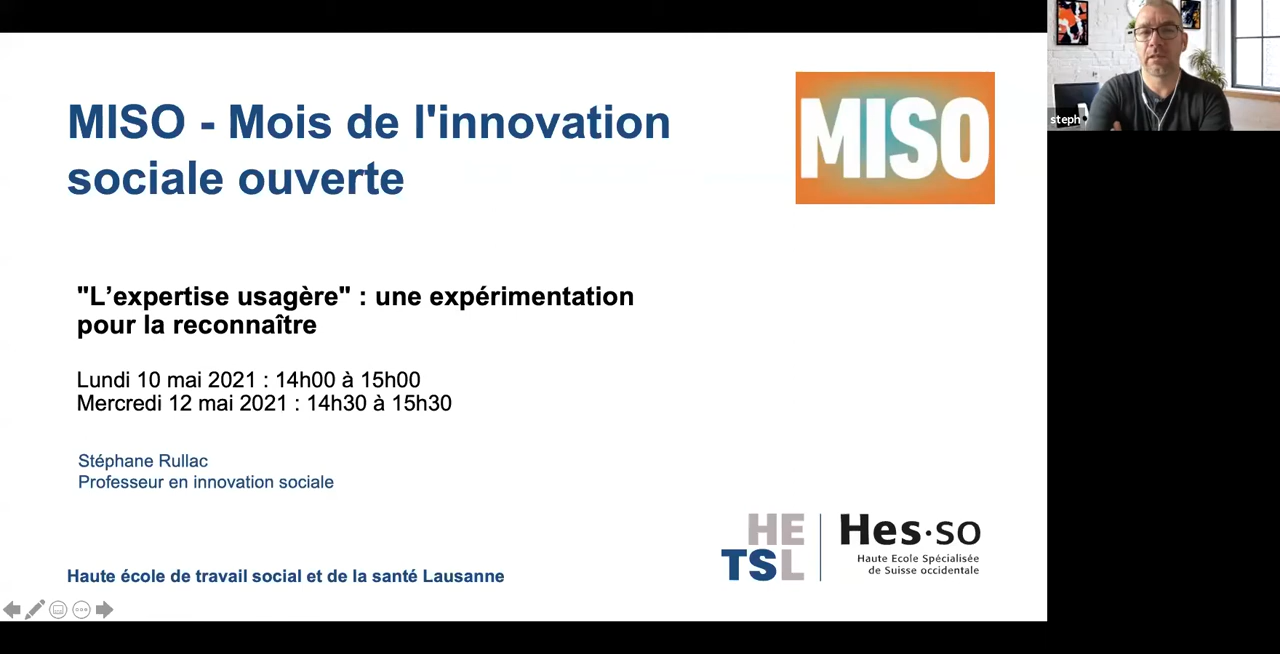 MISO - Mois de l'innovation
sociale ouverte
MISO
steph
"L’expertise usagère" : une expérimentation
pour la reconnaître
Lundi 10 mai 2021 : 14h00 à 15h00
Mercredi 12 mai 2021 : 14h30 à 15h30
Stéphane Rullac
Professeur en innovation sociale
HE
TSL
Hes·so
Haute Ecole Spécialisée
de Suisse occidentale
Haute école de travail social et de la santé Lausanne